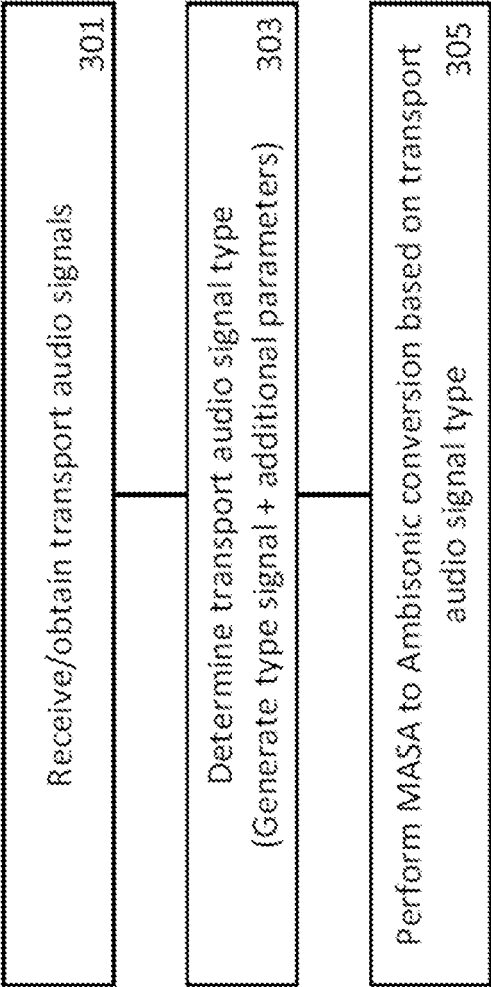 Receive/obtain transport audio signals
301
Determine transport audio signal type
(Generate type signal + additional parameters)
303
Perform MASA to Ambisonic conversion based on transport
audio signal type
305